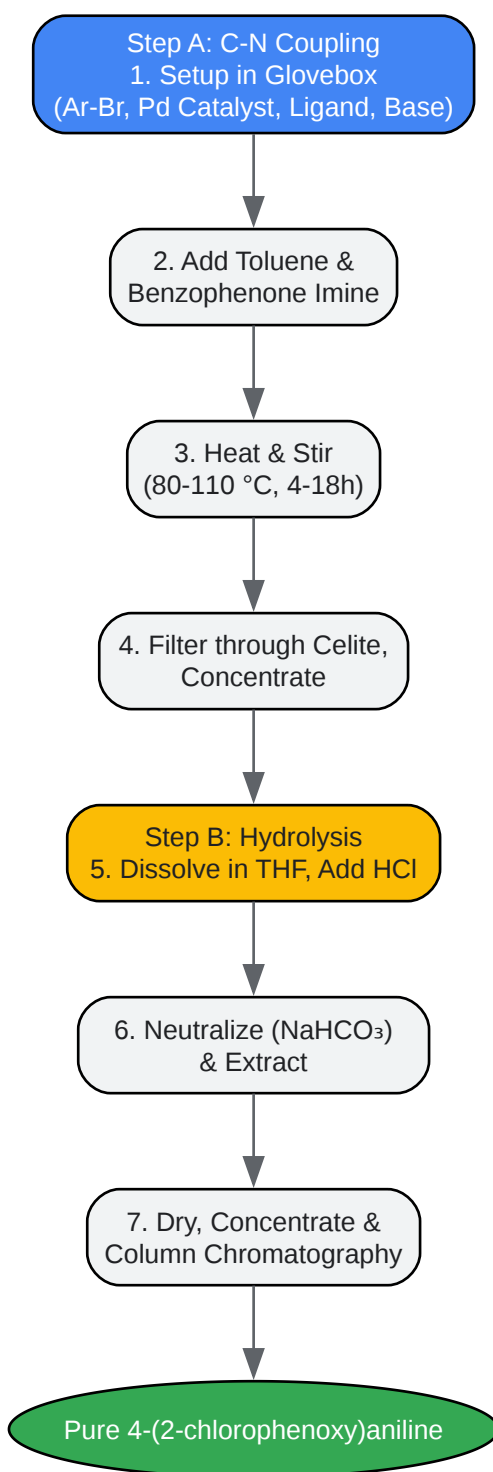 Step A: C-N Coupling
1. Setup in Glovebox
(Ar-Br, Pd Catalyst, Ligand, Base)
2. Add Toluene &
Benzophenone Imine
3. Heat & Stir
(80-110 °C, 4-18h)
4. Filter through Celite,
Concentrate
Step B: Hydrolysis
5. Dissolve in THF, Add HCl
6. Neutralize (NaHCO₃)
& Extract
7. Dry, Concentrate &
Column Chromatography
Pure 4-(2-chlorophenoxy)aniline